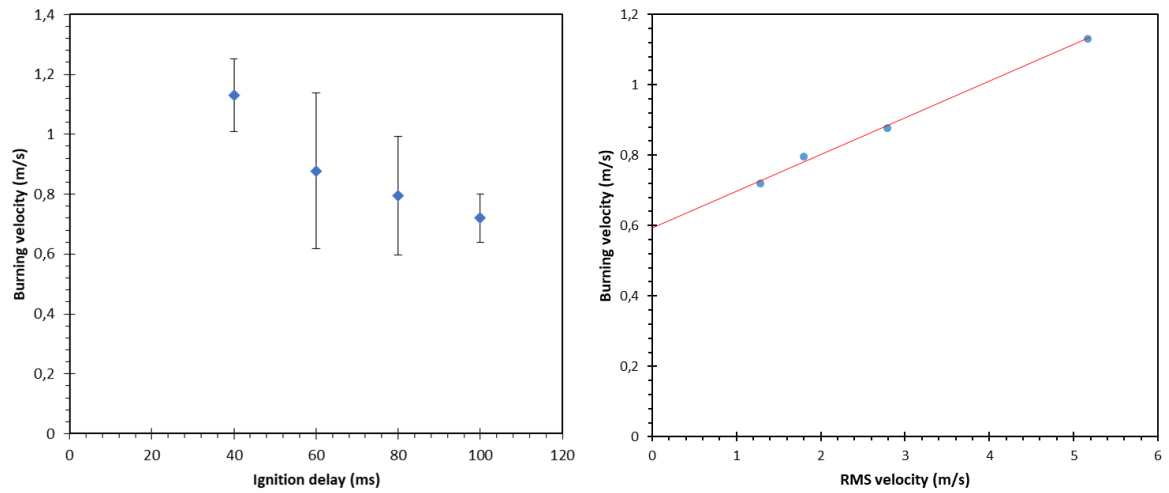 1,4
1,2
1
0,8
0,6
0,4
0,2
0
Burning velocity (m/s)
0 20 40 60 80 100 120
Ignition delay (ms)
1,2
1
0,8
0,6
0,4
0,2
0
Burning velocity (m/s)
0 1 2 3 4 5 6
RMS velocity (m/s)